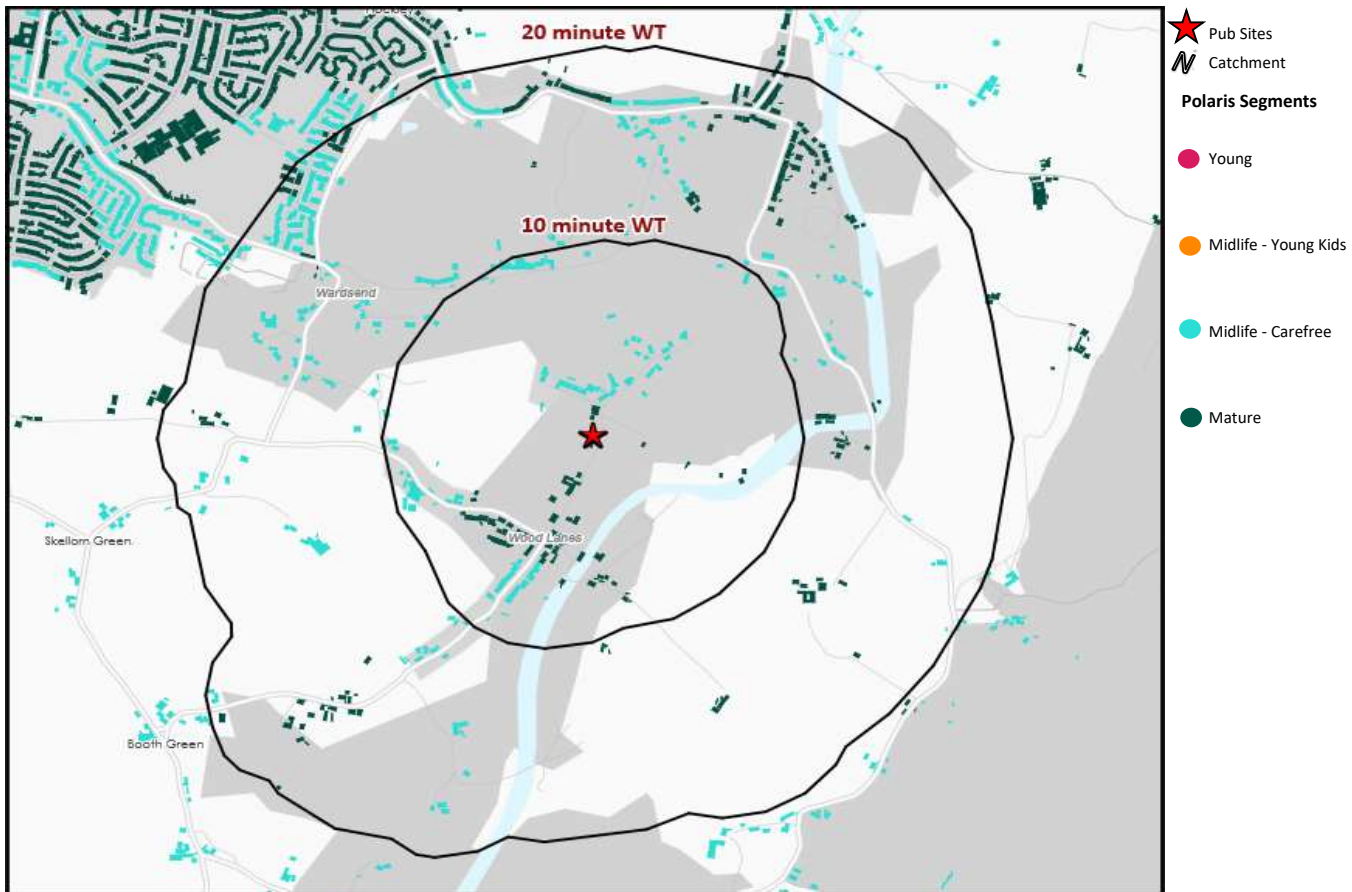 Hockley
20 minute WT
10 minute WT
Wardsend
Skellorn Green
Wood Lanes
Booth Green
Pub Sites
Catchment
Polaris Segments
Young
Midlife - Young Kids
Midlife - Carefree
Mature